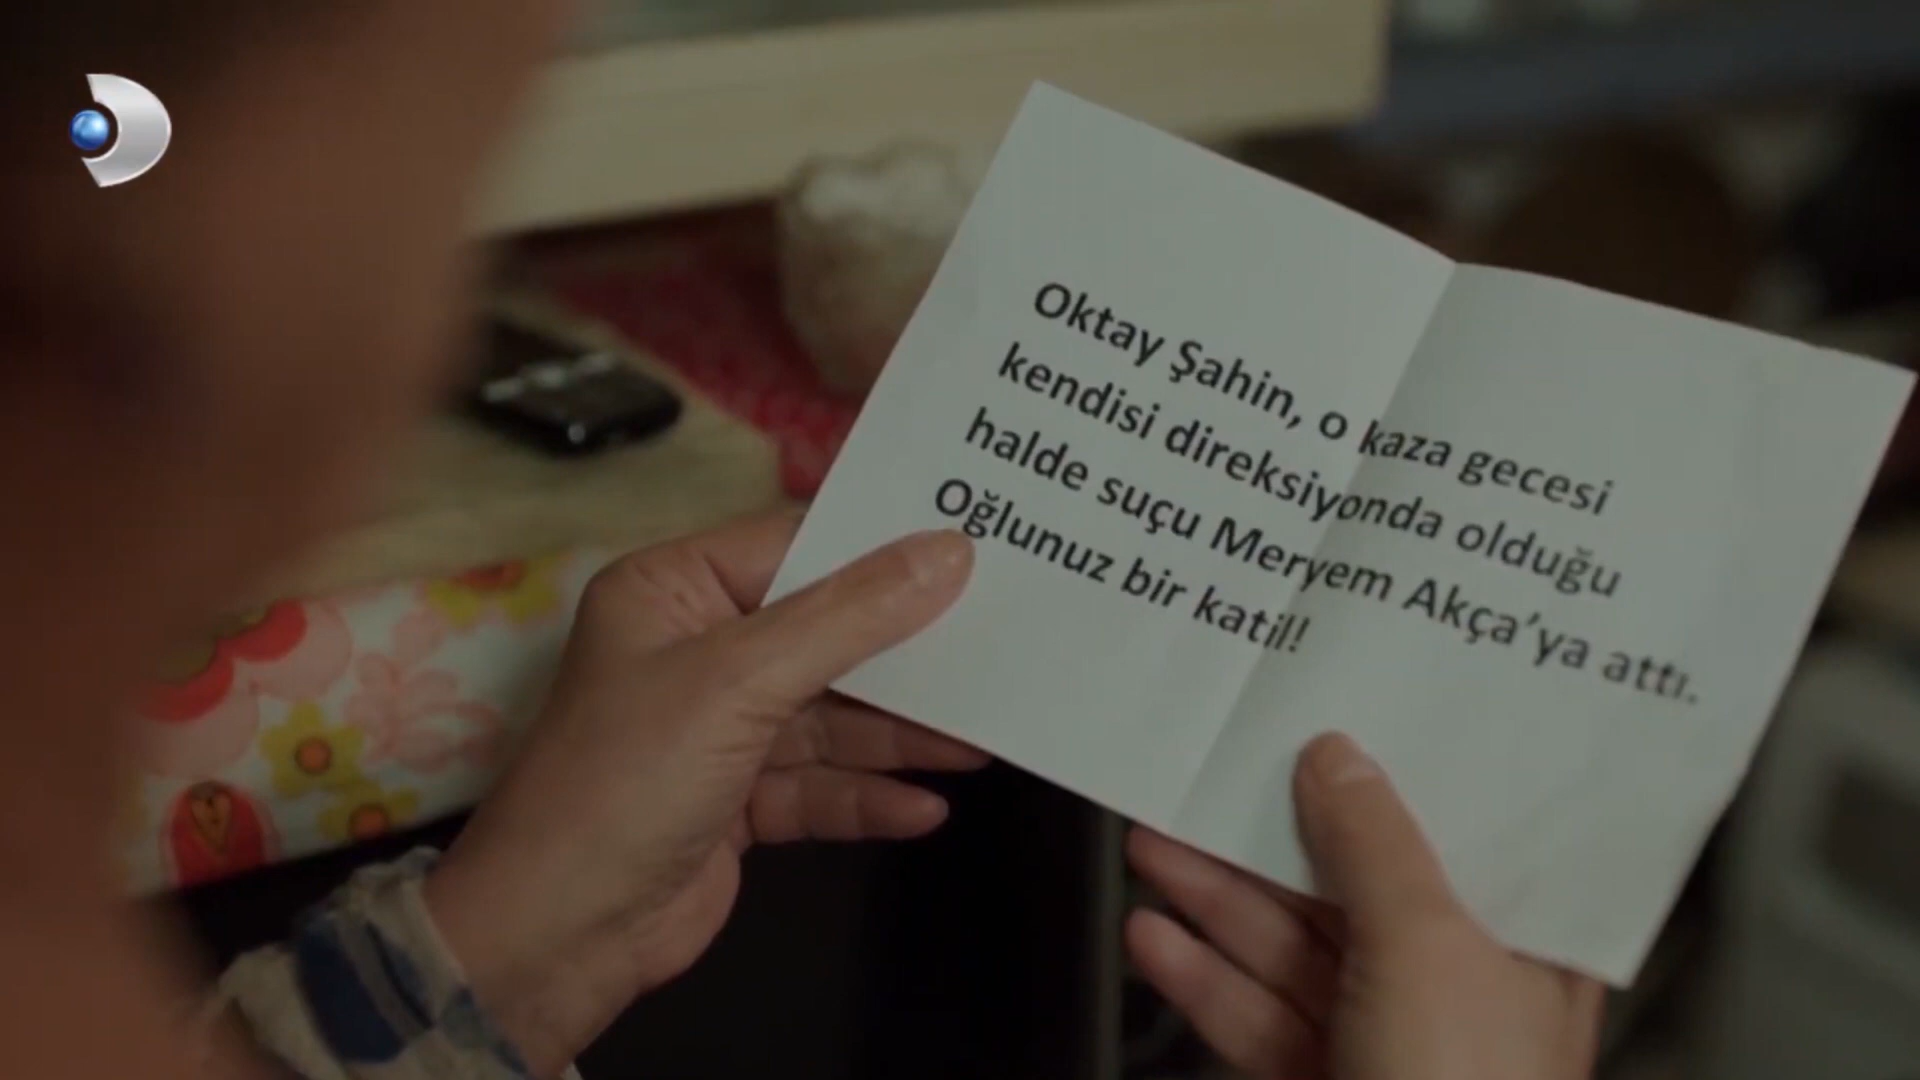 Oktay Şahin, o kaza gecesi
kendisi direksiyonda olduğu
halde suçu Meryem Akça'ya attı.
Oğlunuz bir katil!